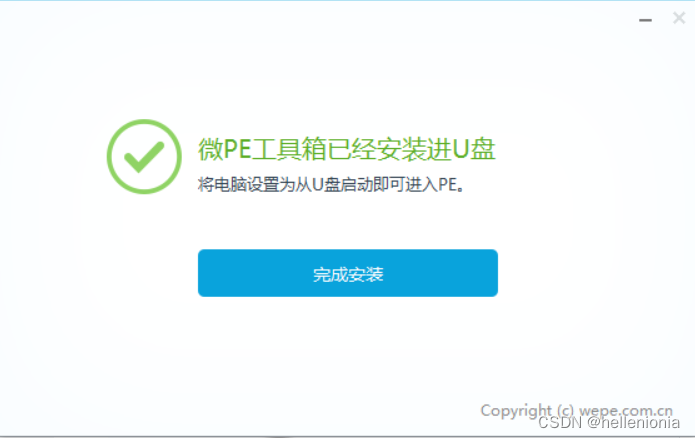 微PE工具箱已经安装进U盘
将电脑设置为从U盘启动即可进入PE。
完成安装
Copyright (c) wepe.com.cn
CSDN @hellenionia